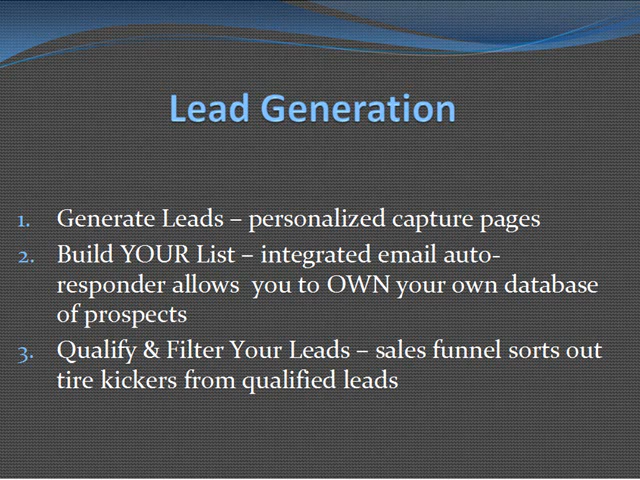 Lead Generation
1. Generate Leads – personalized capture pages
2. Build YOUR List – integrated email auto-
responder allows  you to OWN your own database
of prospects
3. Qualify & Filter Your Leads – sales funnel sorts out
tire kickers from qualified leads